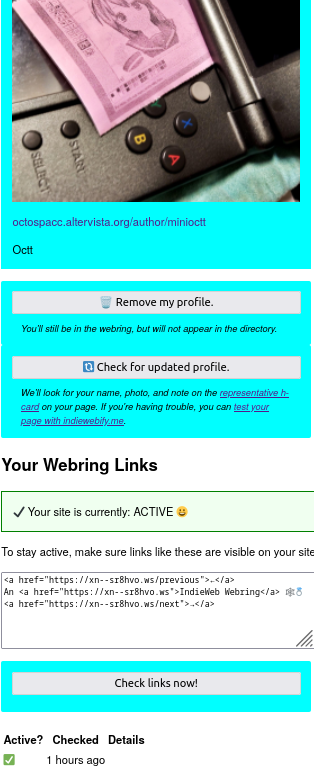 SELECT
START
Y
X
B
A
octospacc.altervista.org/author/minioctt
Octt
🗑️ Remove my profile.
You'll still be in the webring, but will not appear in the directory.
🔃 Check for updated profile.
We'll look for your name, photo, and note on the representative h-
card on your page. If you're having trouble, you can test your
page with indiewebify.me.
Your Webring Links
✔️ Your site is currently: ACTIVE 😀
To stay active, make sure links like these are visible on your site
<a href="https://xn--sr8hvo.ws/previous">←</a>
An <a href="https://xn--sr8hvo.ws">IndieWeb Webring</a> 🕸💍
<a href="https://xn--sr8hvo.ws/next">→</a>
Check links now!
Active? Checked Details
✅ 1 hours ago